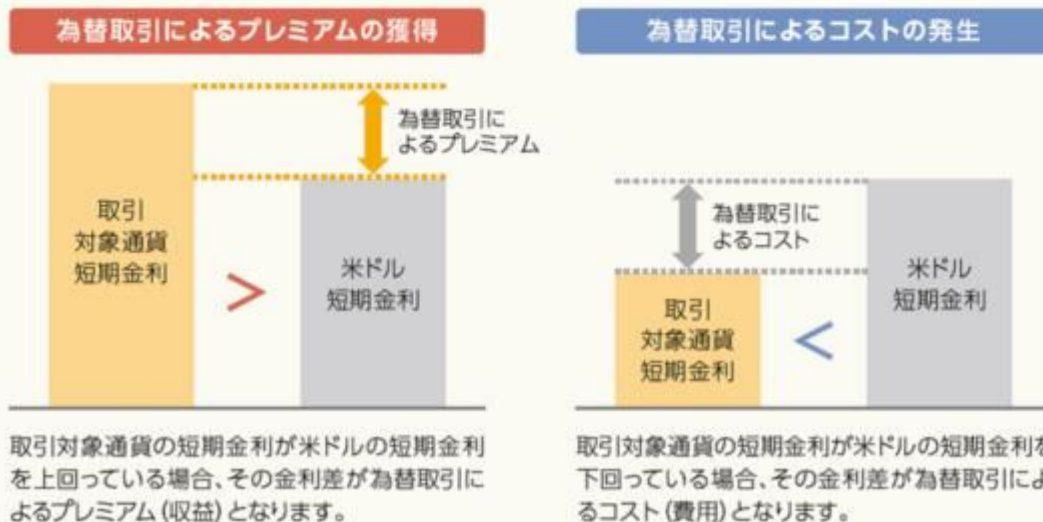 為替取引によるプレミアムの獲得
為替取引に
よるプレミアム
取引
対象通貨
短期金利
>
米ドル
短期金利
取引対象通貨の短期金利が米ドルの短期金利
を上回っている場合、その金利差が為替取引に
よるプレミアム(収益)となります。
為替取引によるコストの発生
為替取引に
よるコスト
取引
対象通貨
短期金利
<
米ドル
短期金利
取引対象通貨の短期金利を
下回っている場合、その金利差が為替取引によ
るコスト(費用)となります。